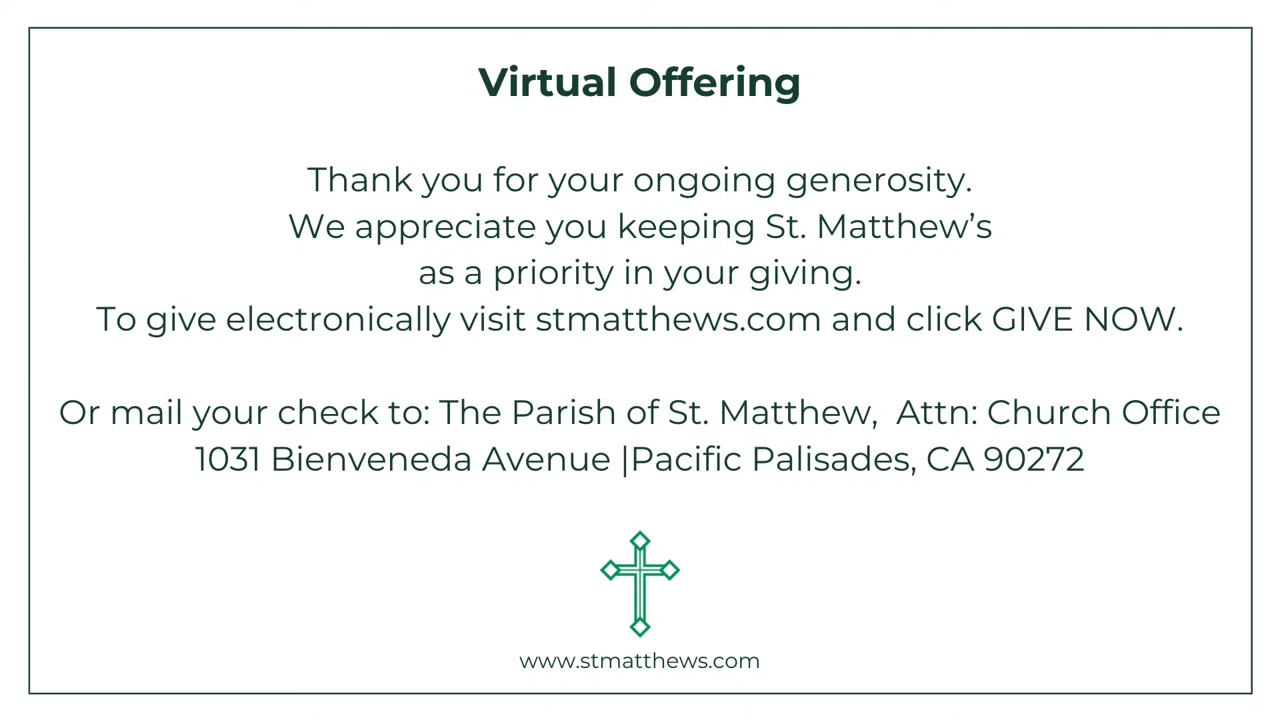 Virtual Offering
Thank you for your ongoing generosity.
We appreciate you keeping St. Matthew’s
as a priority in your giving.
To give electronically visit stmatthews.com and click GIVE NOW.
Or mail your check to: The Parish of St. Matthew,  Attn: Church Office
1031 Bienveneda Avenue |Pacific Palisades, CA 90272
www.stmatthews.com